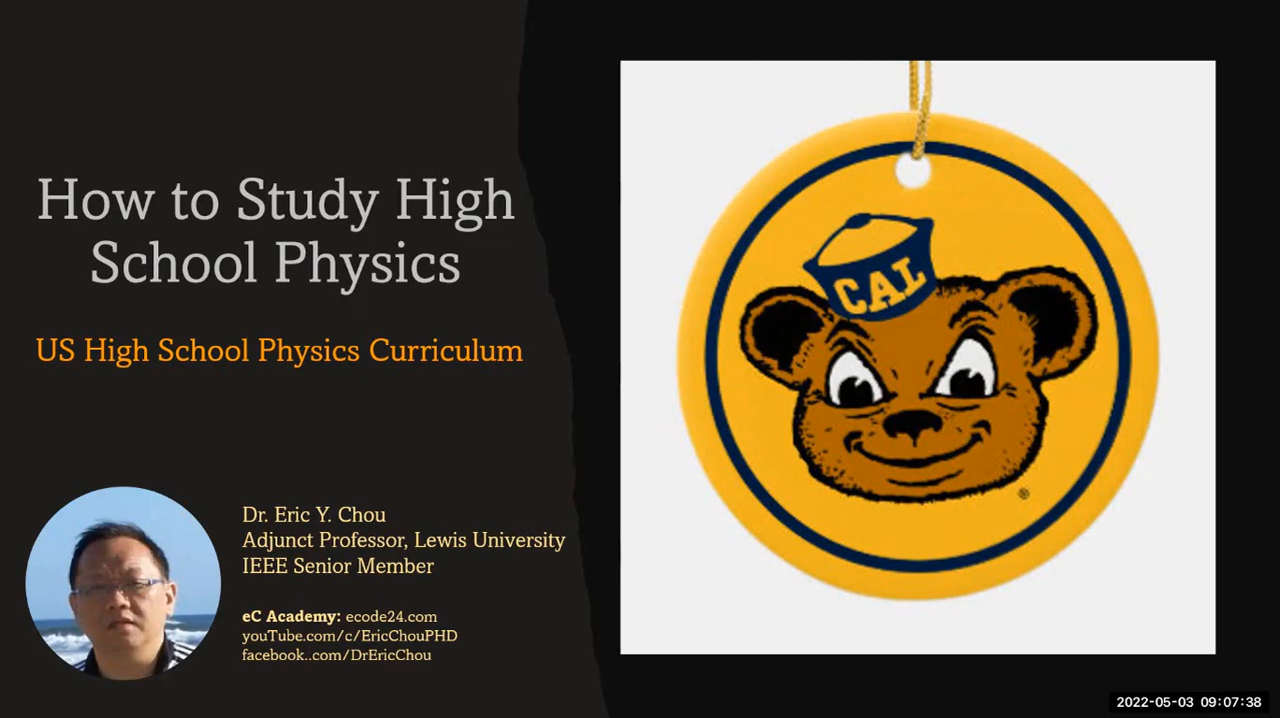 How to Study High
School Physics
US High School Physics Curriculum
Dr. Eric Y. Chou
Adjunct Professor, Lewis University
IEEE Senior Member
eC Academy: ecode24.com
youTube.com/c/EricChouPHD
facebook..com/DrEricChou
CAL
®
2022-05-03 09:07:38